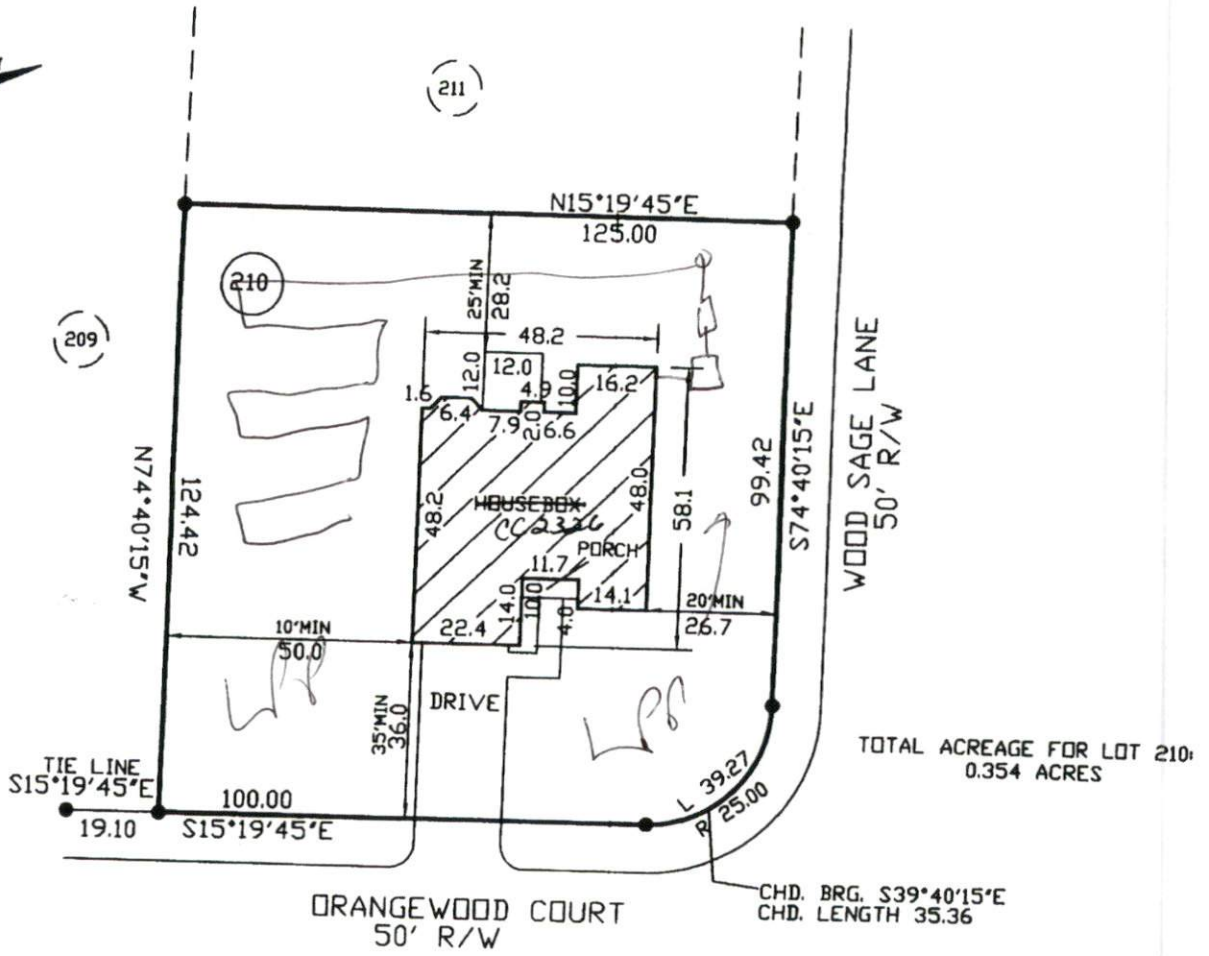 211
N15°19'45"E
125.00
210
209
25'MIN
28.2
48.2
12.0
12.0
1.6
6.4
7.9
4.9
2.0
6.6
10.0
16.2
N74°40'15"W
124.42
48.2
HOUSEBOX
CC 2326
48.0
58.1
99.42
S74°40'15"E
WOOD SAGE LANE
50' R/W
PORCH
11.7
14.0
10.0
4.0
14.1
22.4
20'MIN
26.7
10'MIN
50.0
35'MIN
36.0
DRIVE
TIE LINE
S15°19'45"E
19.10
100.00
S15°19'45"E
L 39.27
R 25.00
TOTAL ACREAGE FOR LOT 210:
0.354 ACRES
CHD. BRG. S39°40'15"E
CHD. LENGTH 35.36
ORANGEWOOD COURT
50' R/W